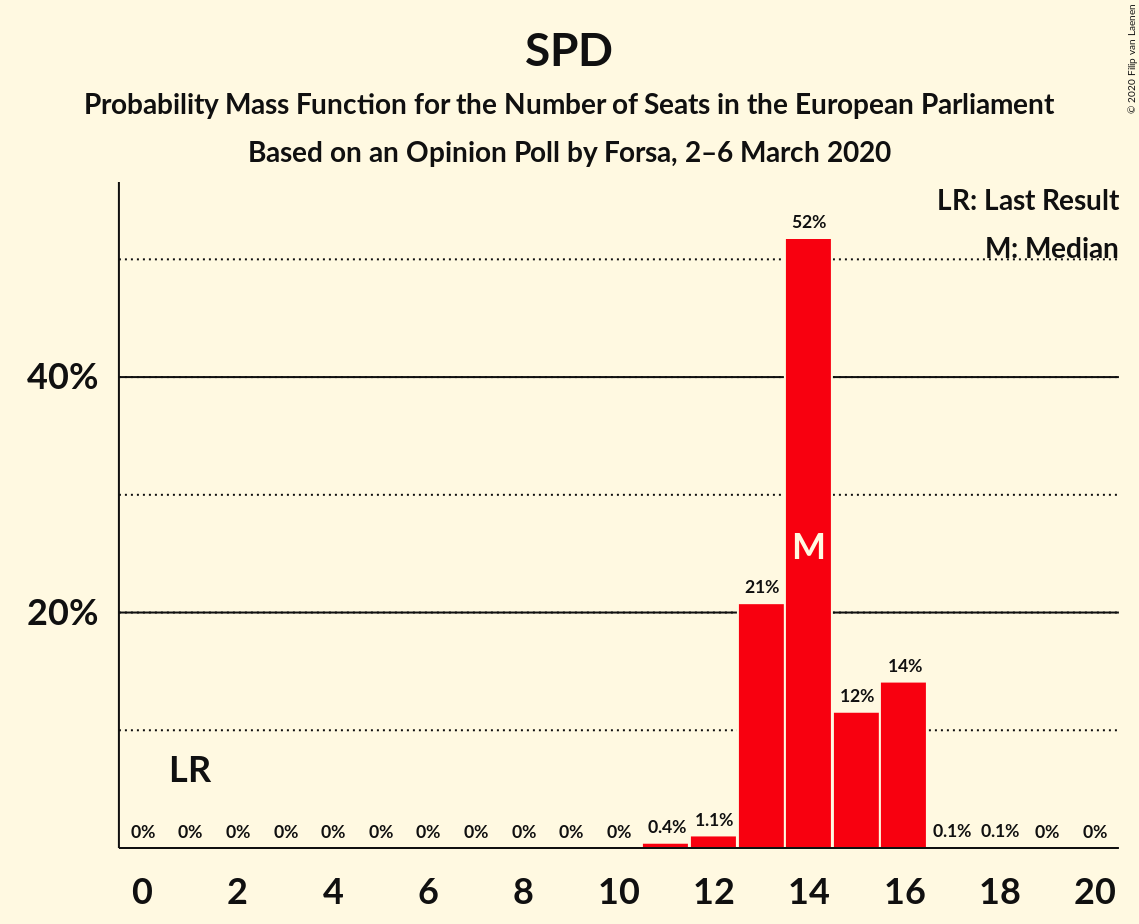 SPD
Probability Mass Function for the Number of Seats in the European Parliament
Based on an Opinion Poll by Forsa, 2–6 March 2020
© 2020 Filip van Laenen
LR: Last Result
M: Median
52%
40%
M
21%
20%
14%
12%
LR
0% 0% 0% 0% 0% 0% 0% 0% 0% 0% 0% 0.4% 1.1% 0.1% 0.1% 0% 0%
0 2 4 6 8 10 12 14 16 18 20